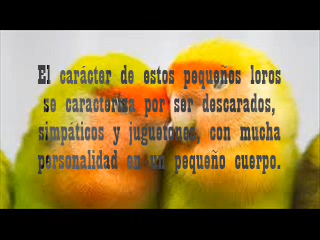 El carácter de estos pequeños loros
se caracteriza por ser descarados,
simpáticos y juguetones, con mucha
personalidad en un pequeño cuerpo.